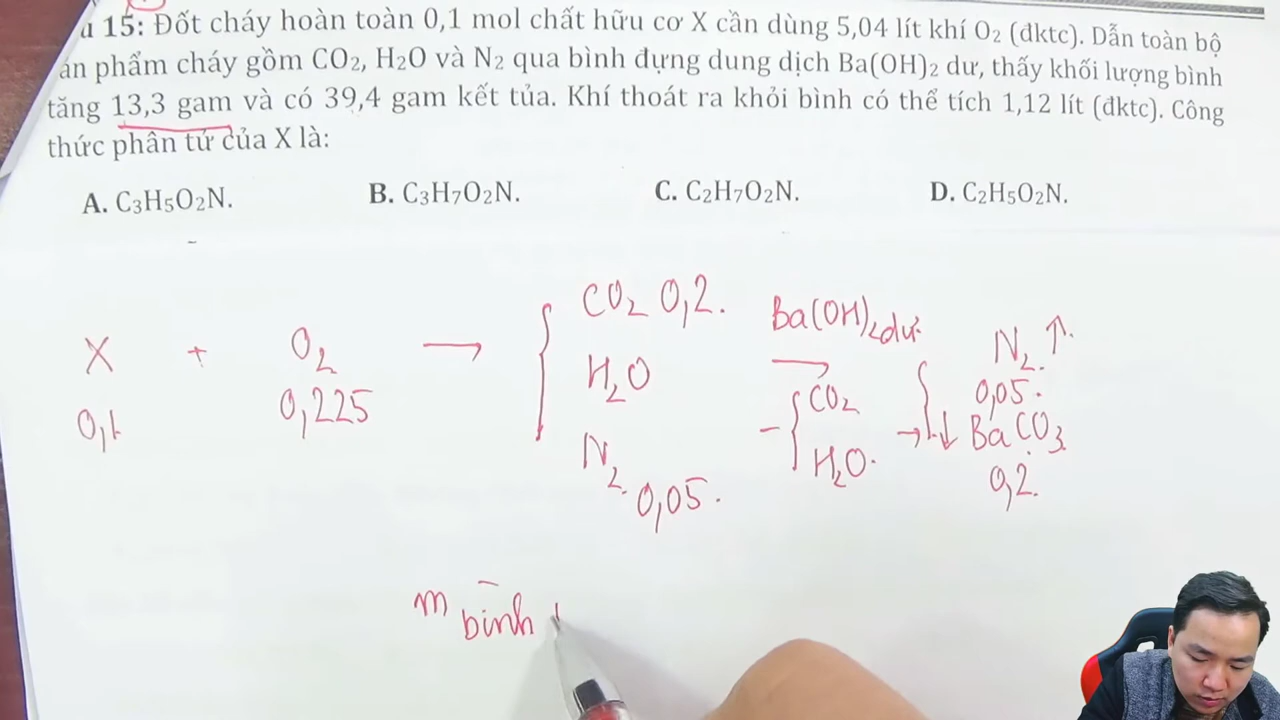 15: Đốt cháy hoàn toàn 0,1 mol chất hữu cơ X cần dùng 5,04 lít khí O₂ (đktc). Dẫn toàn bộ
phẩm cháy gồm CO₂, H₂O và N₂ qua bình đựng dung dịch Ba(OH)₂ dư, thấy khối lượng bình
tăng 13,3 gam và có 39,4 gam kết tủa. Khí thoát ra khỏi bình có thể tích 1,12 lít (đktc). Công
thức phân tử của X là:
A. C₃H₅O₂N. B. C₃H₇O₂N. C. C₂H₇O₂N. D. C₂H₅O₂N.
X + O₂ → CO₂ 0,2. Ba(OH)₂ dư N₂ ↑
0,1 0,225 H₂O → CO₂ 0,05.
N₂ 0,05. H₂O → ↓ BaCO₃
0,2.
m bình